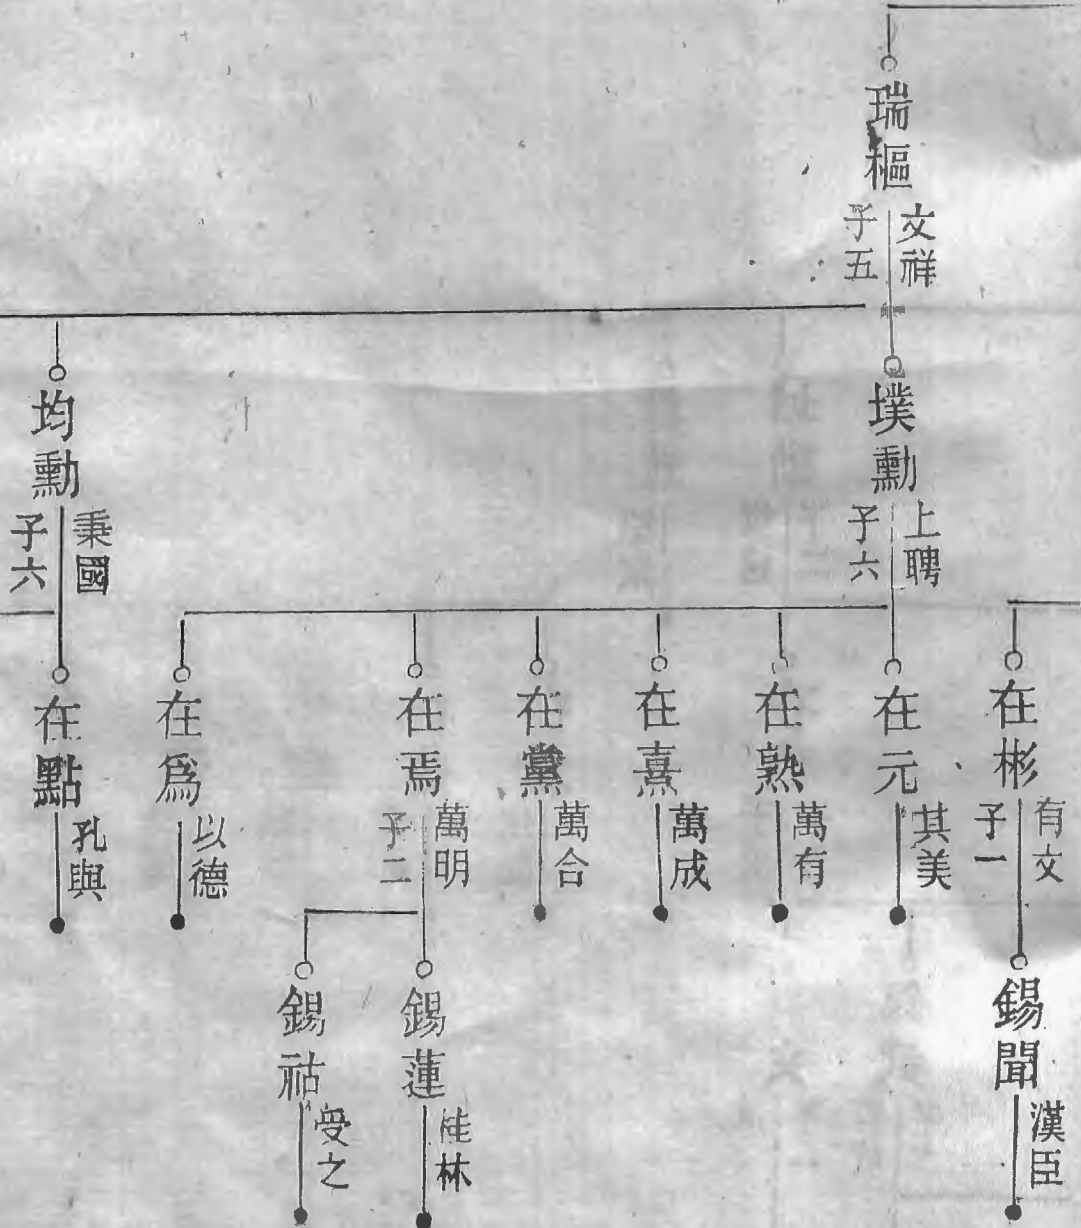 瑞樞
文祥
子五
墣勳
上聘
子六
均勳
秉國
子六
在彬
有文
子一
在元
其美
在熟
萬有
在熹
萬成
在黨
萬合
在焉
萬明
子二
在爲
以德
在點
孔與
錫聞
漢臣
錫蓮
桂林
錫祜
受之